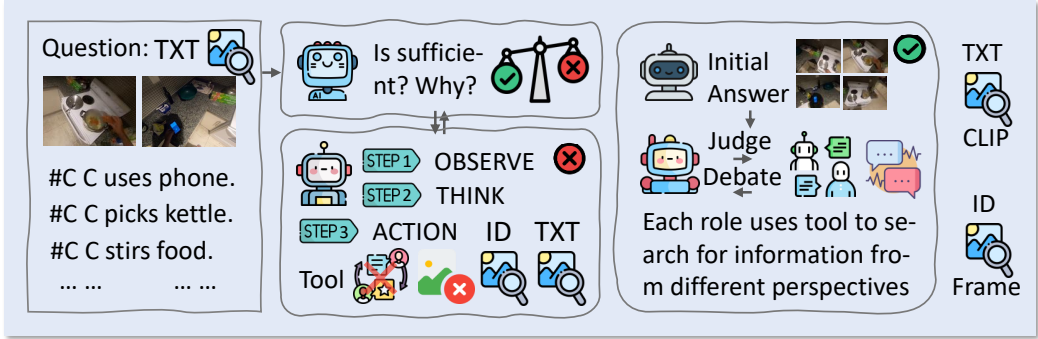 Question: TXT
#C C uses phone.
#C C picks kettle.
#C C stirs food.
... ... ... ...
Is sufficie-
nt? Why?
AI
STEP 1 OBSERVE
STEP 2 THINK
STEP 3 ACTION ID TXT
Tool
Initial
Answer
Judge
Debate
Each role uses tool to se-
arch for information fro-
m different perspectives
TXT
CLIP
ID
Frame